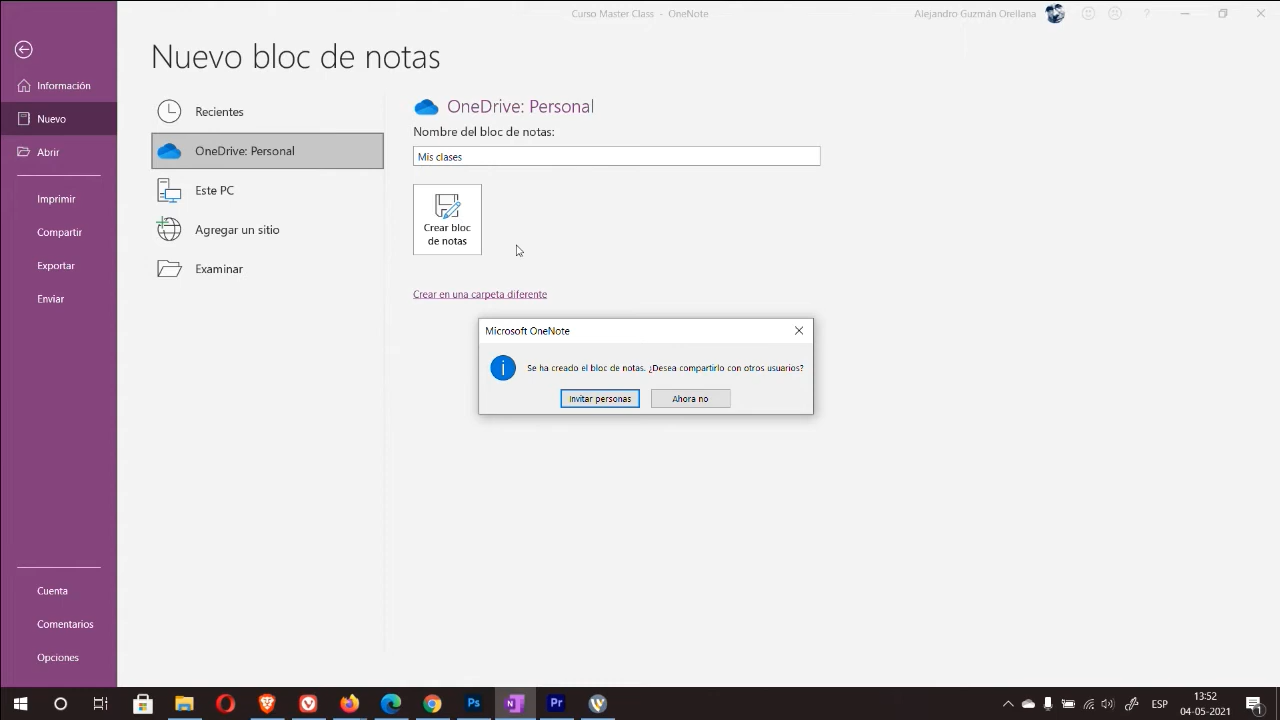 Curso Master Class - OneNote
Alejandro Guzmán Orellana
?
Nuevo bloc de notas
Información
Nuevo
Abrir
Imprimir
Compartir
Exportar
Enviar
Cuenta
Comentarios
Opciones
Recientes
OneDrive: Personal
Este PC
Agregar un sitio
Examinar
OneDrive: Personal
Nombre del bloc de notas:
Mis clases
Crear bloc
de notas
Crear en una carpeta diferente
Microsoft OneNote
Se ha creado el bloc de notas. ¿Desea compartirlo con otros usuarios?
Invitar personas
Ahora no
Ps
N
Pr
ESP
13:52
04-05-2021
1